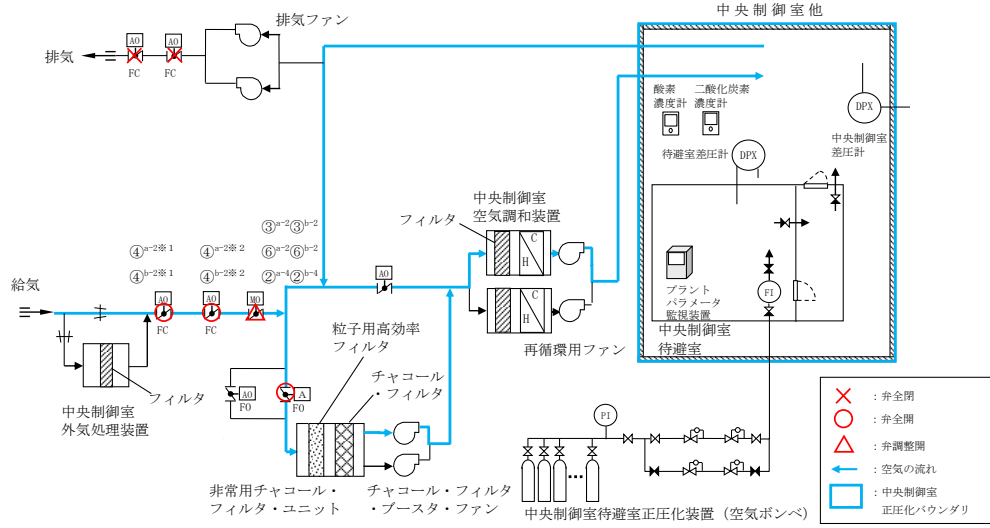 中央制御室他
排気ファン
排気
AO
AO
FC
FC
酸素
濃度計
二酸化炭素
濃度計
DPX
中央制御室
差圧計
待避室差圧計
DPX
中央制御室
空気調和装置
フィルタ
C
H
C
H
③a-2③b-2
④a-2※1
④a-2※2
⑥a-2⑥b-2
④b-2※1
④b-2※2
②a-4②b-4
給気
AO
AO
MO
FC
FC
AO
プラント
パラメータ
監視装置
FI
中央制御室
待避室
再循環用ファン
粒子用高効率
フィルタ
チャコール
・フィルタ
フィルタ
中央制御室
外気処理装置
AO
FO
A
FO
非常用チャコール・
フィルタ・ユニット
チャコール・フィルタ
・ブースタ・ファン
PI
中央制御室待避室正圧化装置（空気ボンベ）
：弁全閉
：弁全開
：弁調整開
：空気の流れ
：中央制御室
正圧化バウンダリ